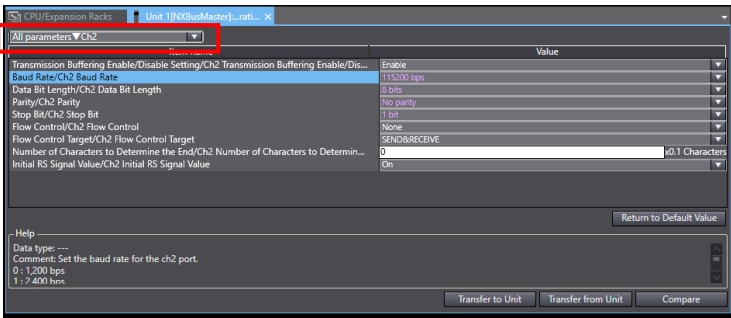 CPU/Expansion Racks
Unit 1[NXBusMaster]:...rati... ×
All parameters▼Ch2
Item name Value
Transmission Buffering Enable/Disable Setting/Ch2 Transmission Buffering Enable/Dis... Enable
Baud Rate/Ch2 Baud Rate 115200 bps
Data Bit Length/Ch2 Data Bit Length 8 bits
Parity/Ch2 Parity No parity
Stop Bit/Ch2 Stop Bit 1 bit
Flow Control/Ch2 Flow Control None
Flow Control Target/Ch2 Flow Control Target SEND&RECEIVE
Number of Characters to Determine the End/Ch2 Number of Characters to Determin... 0 x0.1 Characters
Initial RS Signal Value/Ch2 Initial RS Signal Value On
Return to Default Value
Help
Data type: ---
Comment: Set the baud rate for the ch2 port.
0 : 1,200 bps
1 : 2,400 bps
Transfer to Unit Transfer from Unit Compare